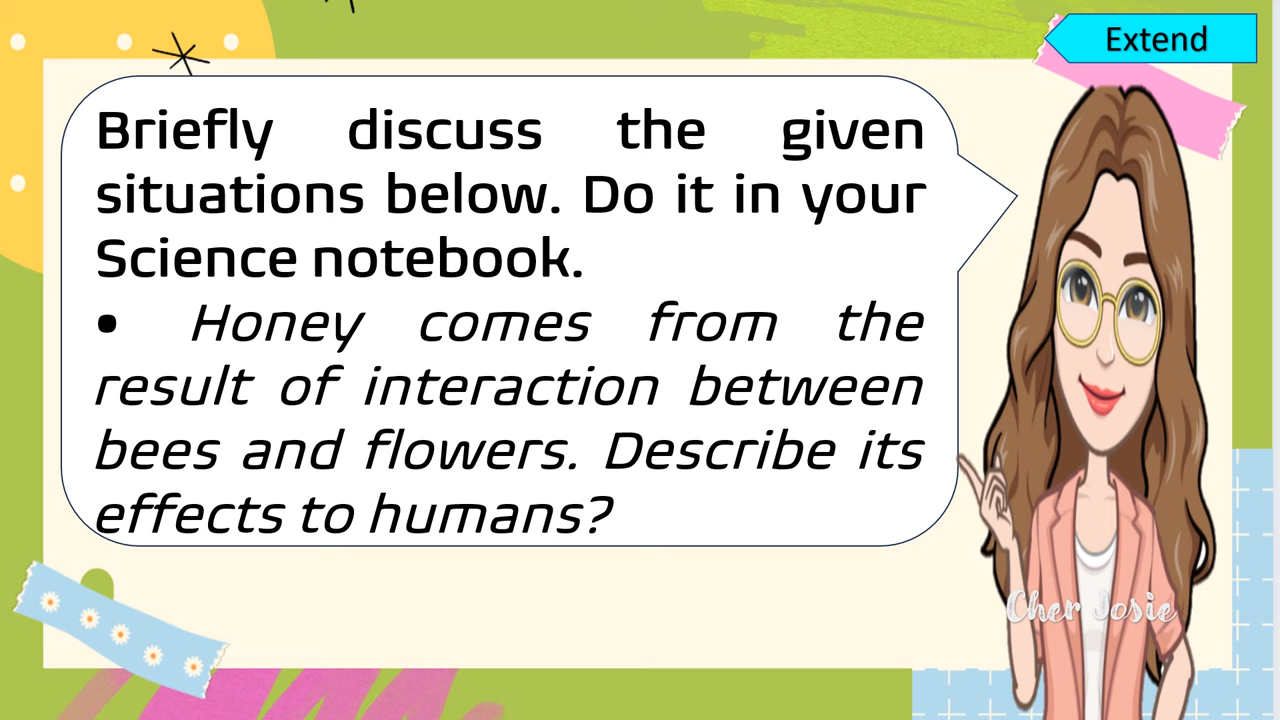 Extend
Briefly discuss the given
situations below. Do it in your
Science notebook.
• Honey comes from the
result of interaction between
bees and flowers. Describe its
effects to humans?
Cher Josie